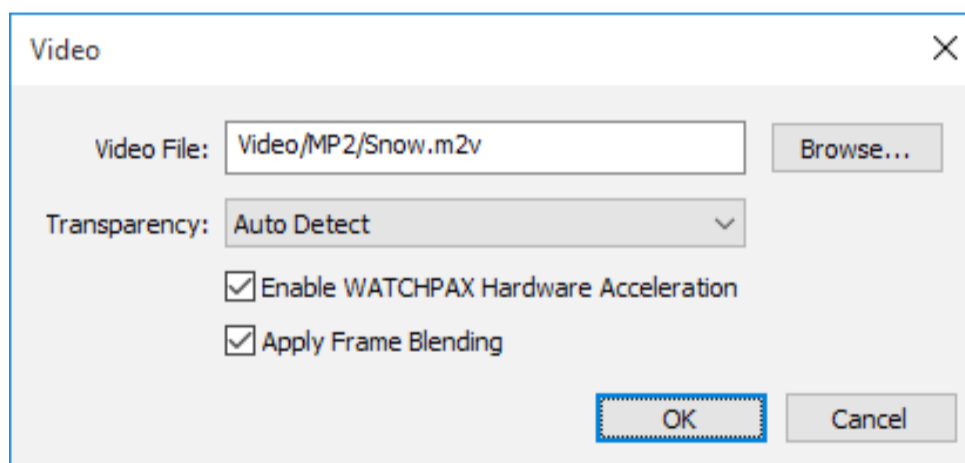 Video
Video File: Video/MP2/Snow.m2v Browse...
Transparency: Auto Detect
Enable WATCHPAX Hardware Acceleration
Apply Frame Blending
OK Cancel